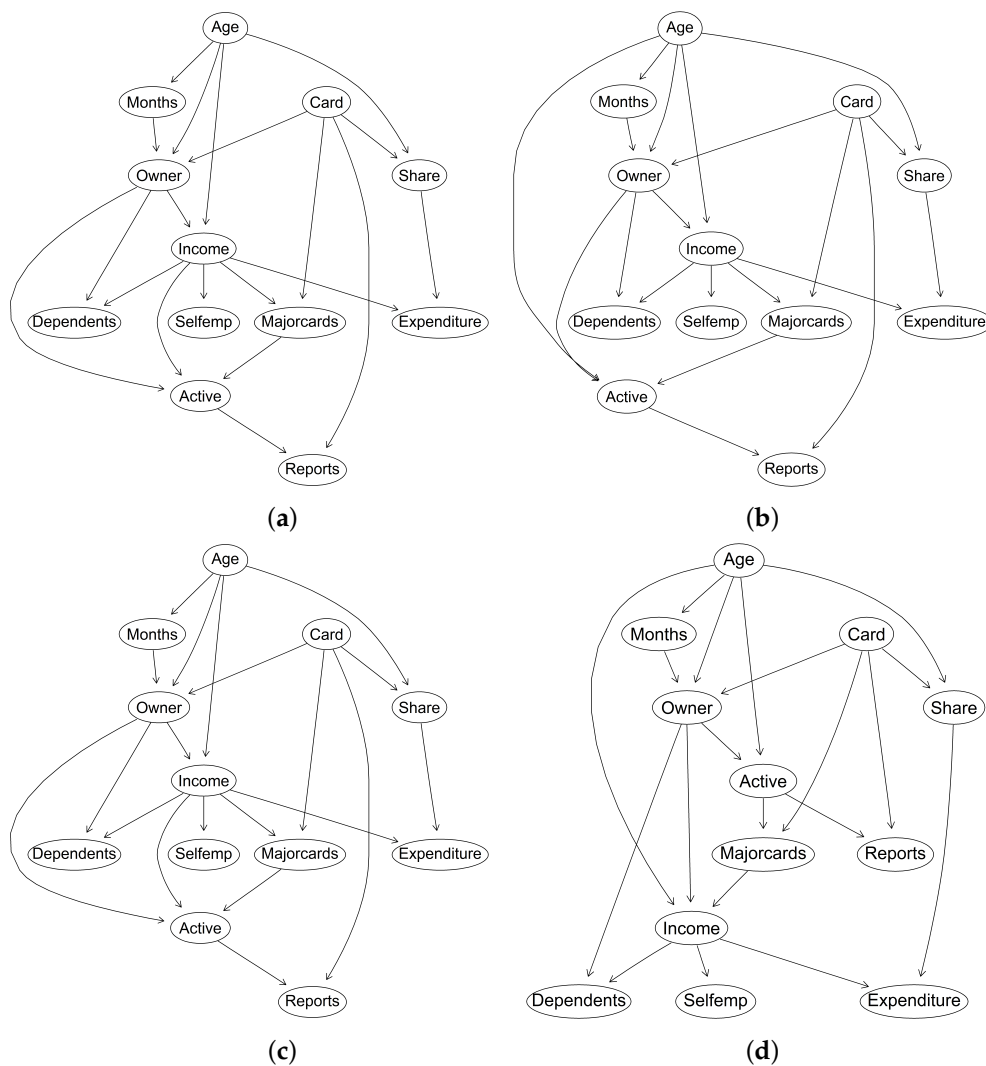 Age
Months
Card
Owner
Share
Income
Dependents
Selfemp
Majorcards
Expenditure
Active
Reports
(a)
Age
Months
Card
Owner
Share
Income
Dependents
Selfemp
Majorcards
Expenditure
Active
Reports
(b)
Age
Months
Card
Owner
Share
Income
Dependents
Selfemp
Majorcards
Expenditure
Active
Reports
(c)
Age
Months
Card
Owner
Share
Active
Majorcards
Reports
Income
Dependents
Selfemp
Expenditure
(d)